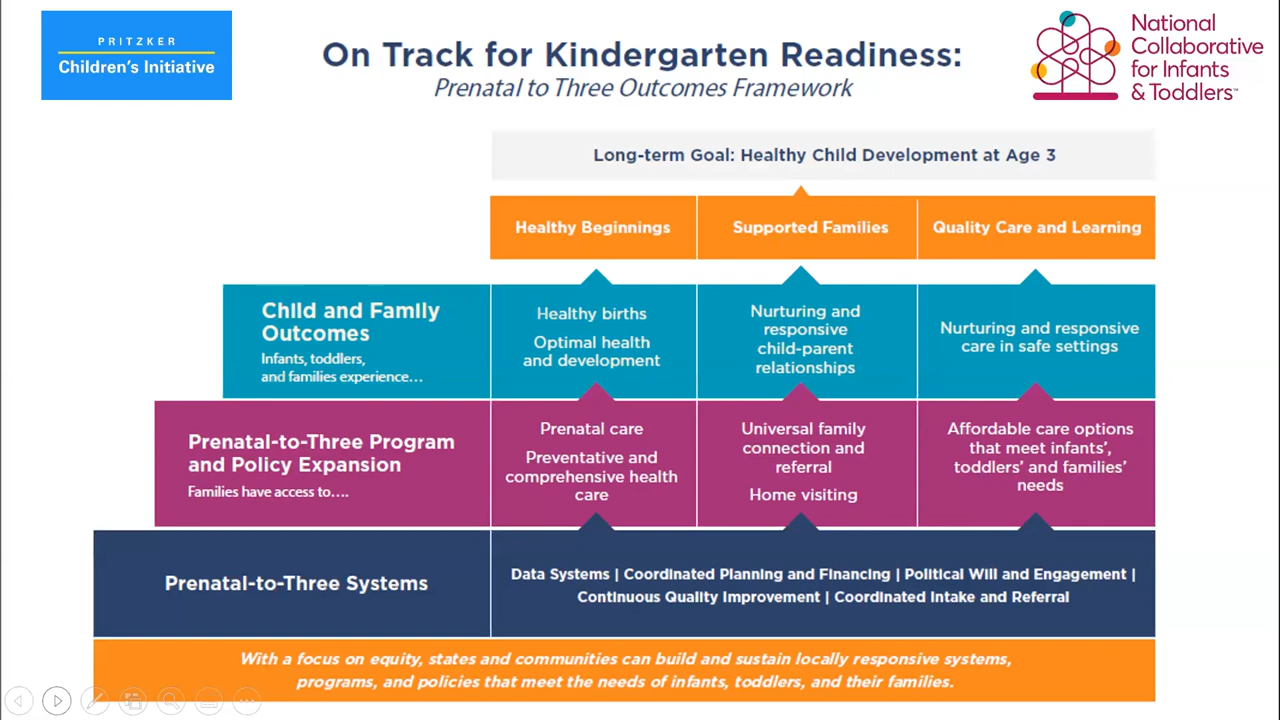 PRITZKER
Children's Initiative
On Track for Kindergarten Readiness:
Prenatal to Three Outcomes Framework
National
Collaborative
for Infants
& Toddlers™
Long-term Goal: Healthy Child Development at Age 3
Healthy Beginnings
Supported Families
Quality Care and Learning
Child and Family
Outcomes
Infants, toddlers,
and families experience…
Healthy births
Optimal health
and development
Nurturing and
responsive
child-parent
relationships
Nurturing and responsive
care in safe settings
Prenatal-to-Three Program
and Policy Expansion
Families have access to….
Prenatal care
Preventative and
comprehensive health
care
Universal family
connection and
referral
Home visiting
Affordable care options
that meet infants',
toddlers' and families'
needs
Prenatal-to-Three Systems
Data Systems | Coordinated Planning and Financing | Political Will and Engagement |
Continuous Quality Improvement | Coordinated Intake and Referral
With a focus on equity, states and communities can build and sustain locally responsive systems,
programs, and policies that meet the needs of infants, toddlers, and their families.